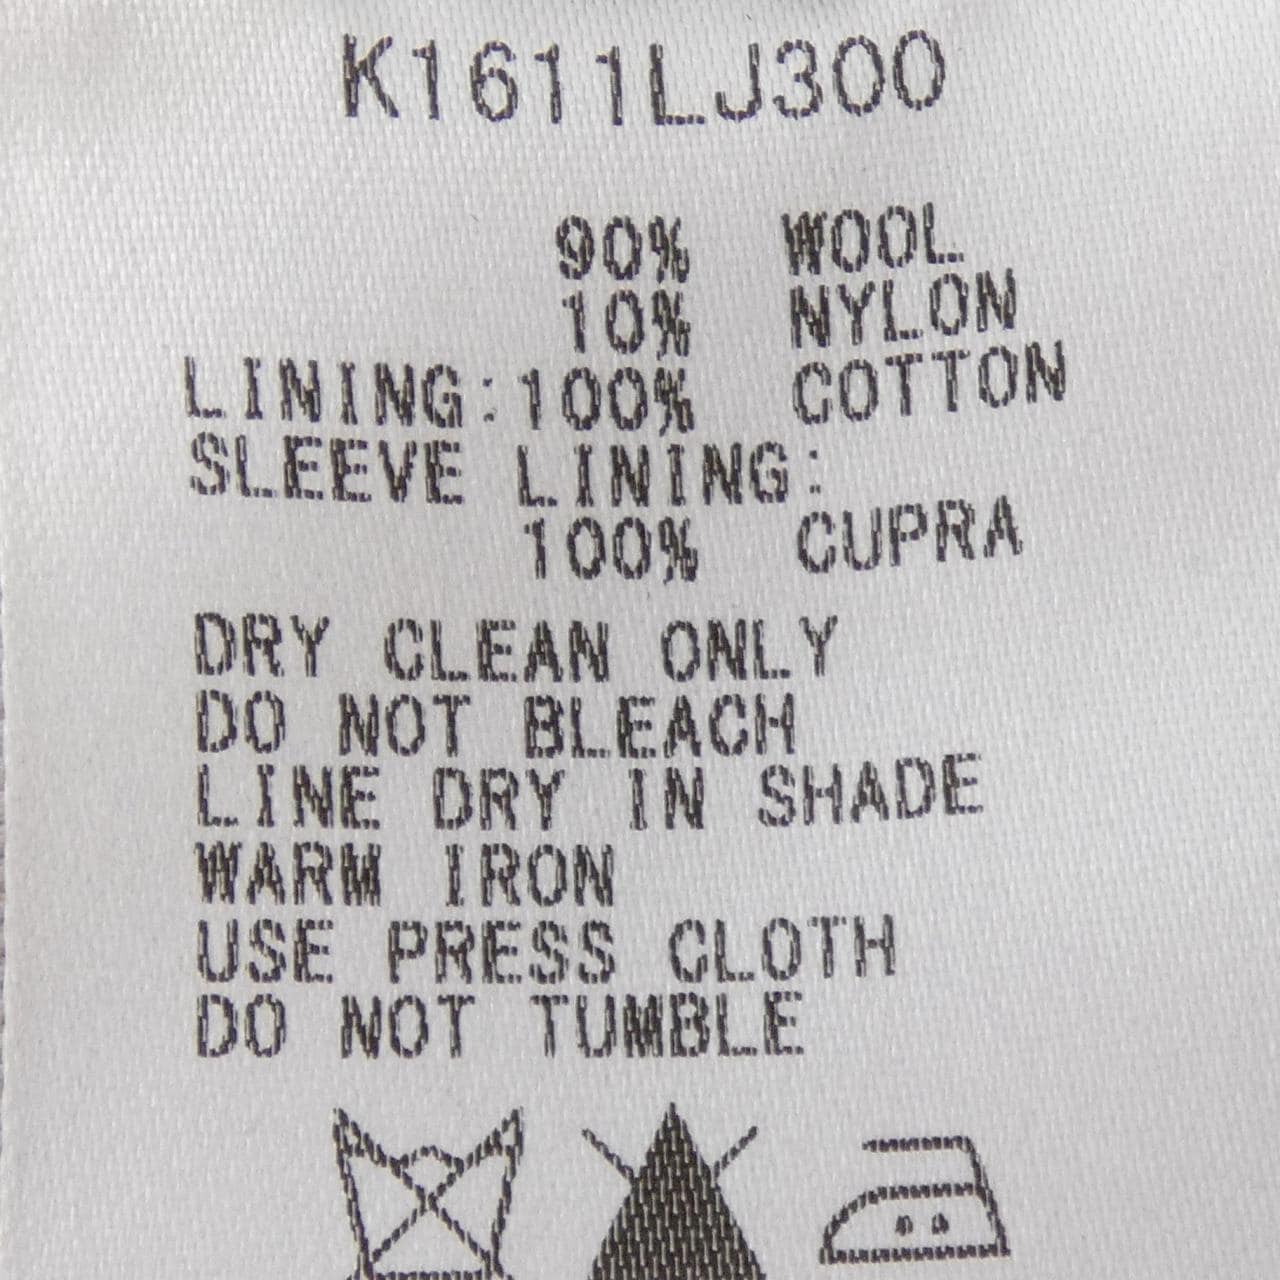 K1611LJ300
90% WOOL
10% NYLON
LINING:100% COTTON
SLEEVE LINING:
100% CUPRA
DRY CLEAN ONLY
DO NOT BLEACH
LINE DRY IN SHADE
WARM IRON
USE PRESS CLOTH
DO NOT TUMBLE